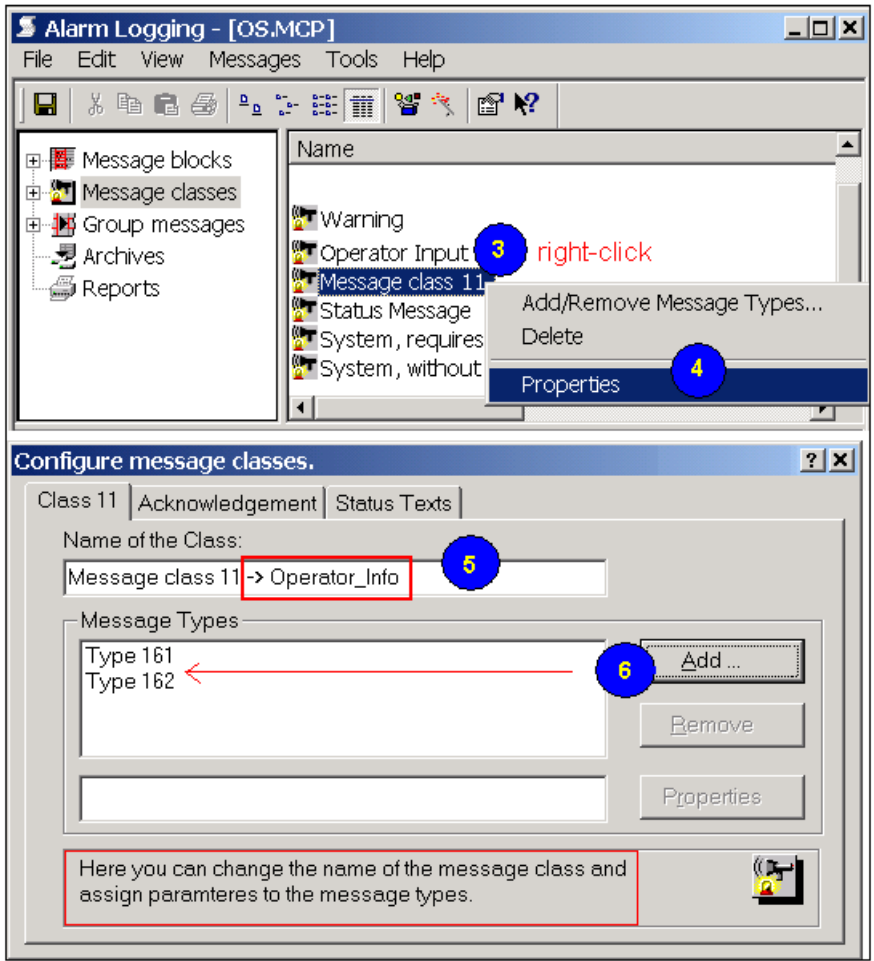 Alarm Logging - [OS.MCP]
File Edit View Messages Tools Help
Name
Message blocks
Message classes
Group messages
Archives
Reports
Warning
Operator Input
3
right-click
Message class 11
Status Message
System, requires
System, without
Add/Remove Message Types...
Delete
4
Properties
Configure message classes.
Class 11 Acknowledgement Status Texts
Name of the Class:
Message class 11 -> Operator_Info
5
Message Types
Type 161
Type 162
6
Add ...
Remove
Properties
Here you can change the name of the message class and
assign paramteres to the message types.